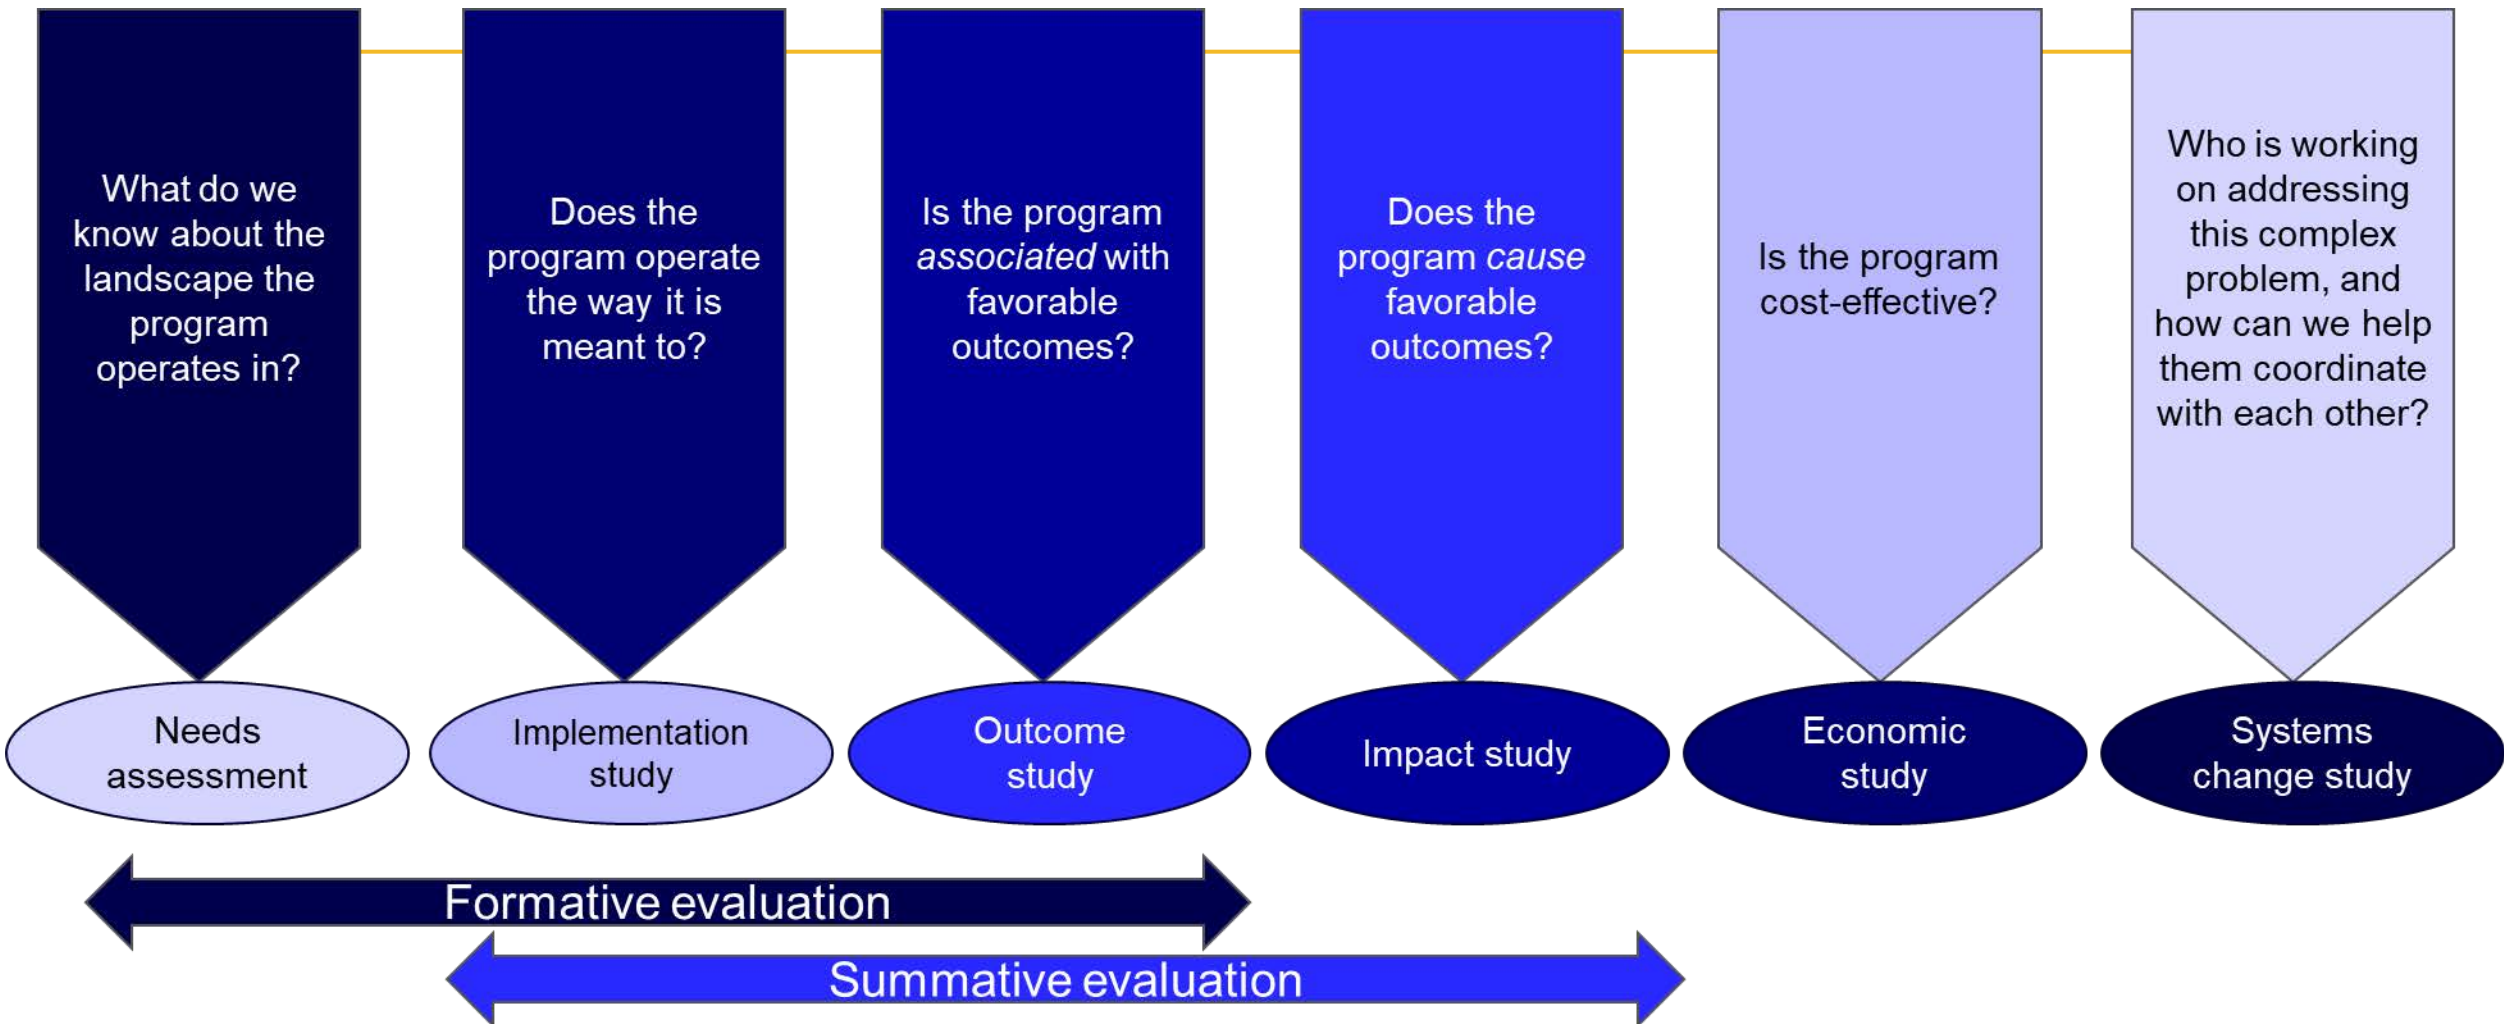 What do we
know about the
landscape the
program
operates in?
Does the
program operate
the way it is
meant to?
Is the program
associated with
favorable
outcomes?
Does the
program cause
favorable
outcomes?
Is the program
cost-effective?
Who is working
on addressing
this complex
problem, and
how can we help
them coordinate
with each other?
Needs
assessment
Implementation
study
Outcome
study
Impact study
Economic
study
Systems
change study
Formative evaluation
Summative evaluation